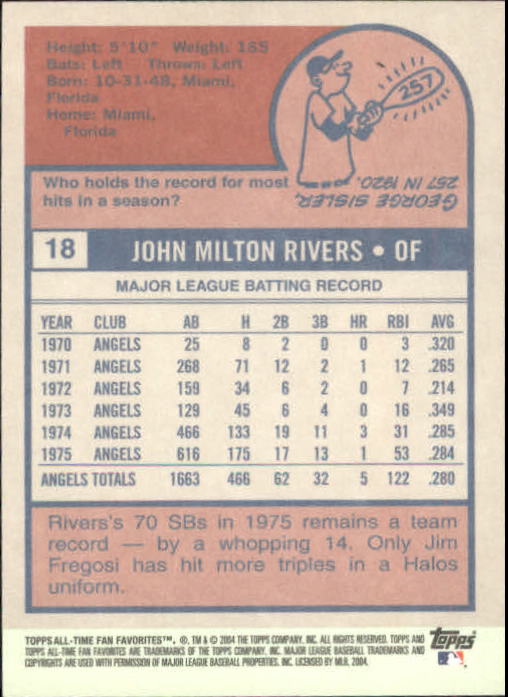 Height: 5'10" Weight: 165
Bats: Left Throws: Left
Born: 10-31-48, Miami,
Florida
Home: Miami,
Florida
257
Who holds the record for most
hits in a season?
GEORGE SISLER,
257 IN 1920.
18 JOHN MILTON RIVERS • OF
MAJOR LEAGUE BATTING RECORD
YEAR CLUB AB H 2B 3B HR RBI AVG
1970 ANGELS 25 8 2 0 0 3 .320
1971 ANGELS 268 71 12 2 1 12 .265
1972 ANGELS 159 34 6 2 0 7 .214
1973 ANGELS 129 45 6 4 0 16 .349
1974 ANGELS 466 133 19 11 3 31 .285
1975 ANGELS 616 175 17 13 1 53 .284
ANGELS TOTALS 1663 466 62 32 5 122 .280
Rivers's 70 SBs in 1975 remains a team
record — by a whopping 14. Only Jim
Fregosi has hit more triples in a Halos
uniform.
TOPPS ALL-TIME FAN FAVORITES™. ®, TM & © 2004 THE TOPPS COMPANY, INC. ALL RIGHTS RESERVED. TOPPS AND
TOPPS ALL-TIME FAN FAVORITES ARE TRADEMARKS OF THE TOPPS COMPANY, INC. MAJOR LEAGUE BASEBALL TRADEMARKS AND
COPYRIGHTS ARE USED WITH PERMISSION OF MAJOR LEAGUE BASEBALL PROPERTIES, INC. LICENSED BY MLB, 2004.
Topps